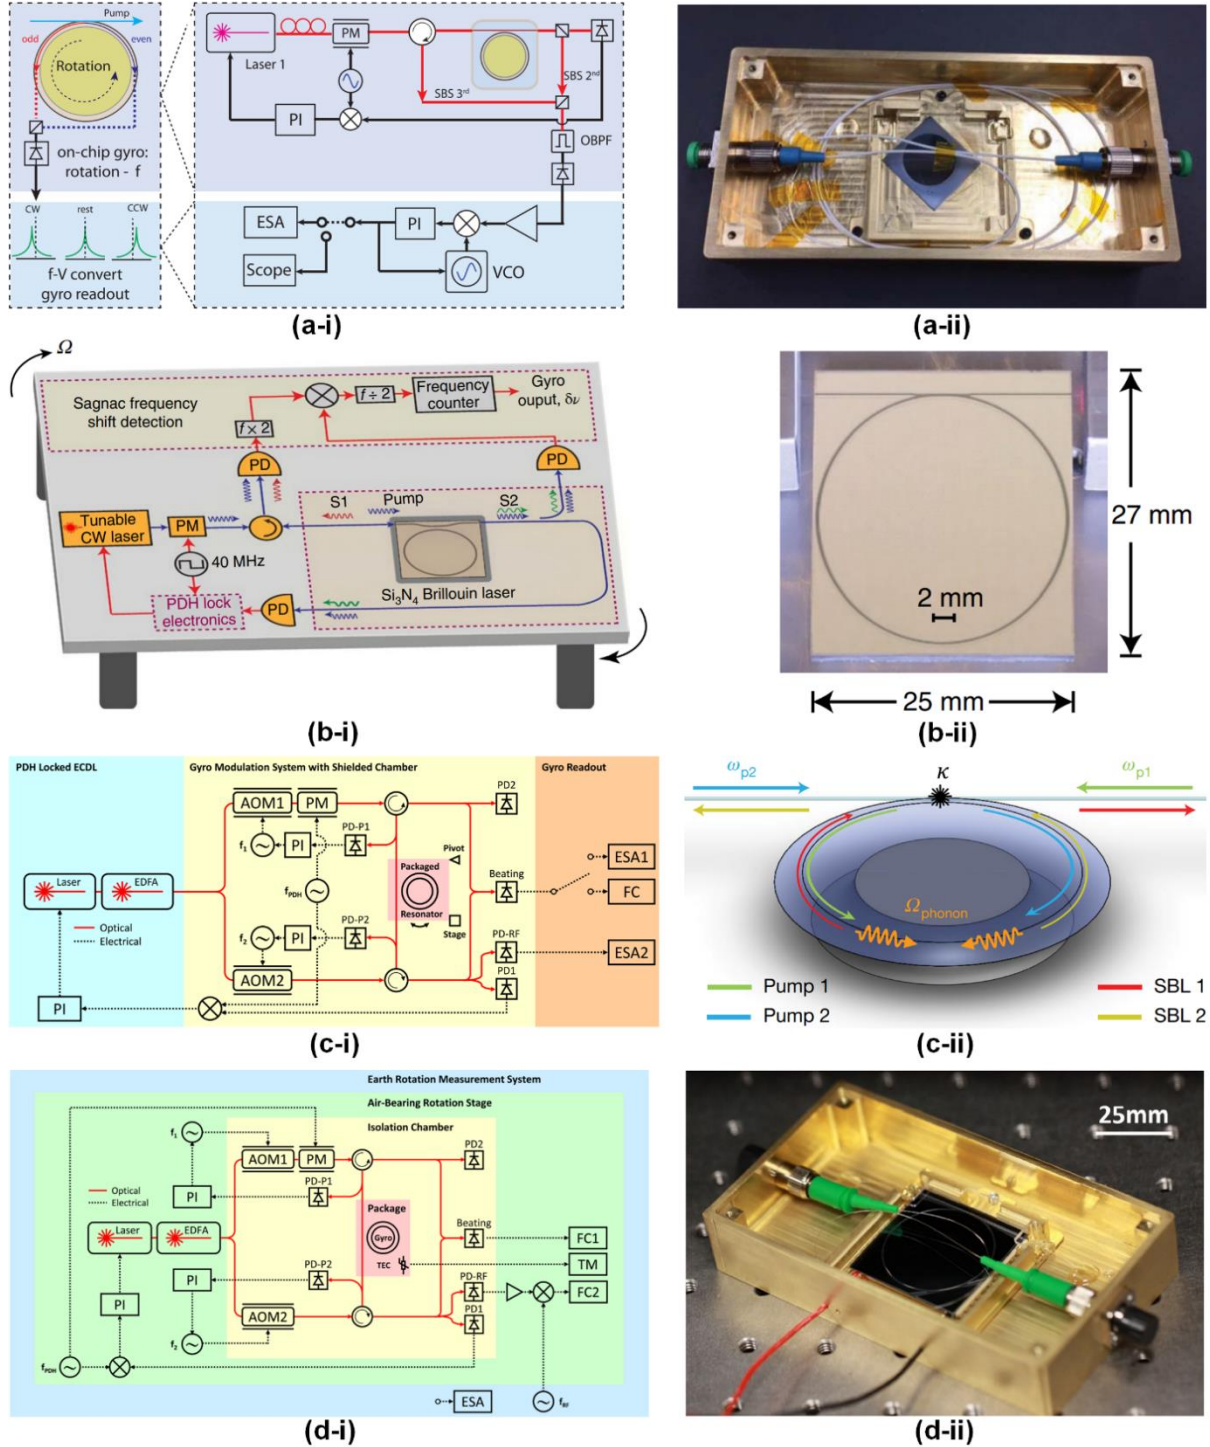 Pump
odd
even
Rotation
on-chip gyro:
rotation - f
CW
rest
CCW
f-V convert
gyro readout
Laser 1
PM
SBS 2nd
SBS 3rd
PI
OBPF
ESA
PI
Scope
VCO
(a-i)
(a-ii)
Ω
Sagnac frequency
shift detection
f × 2
f ÷ 2
Frequency
counter
Gyro
ouput, δν
PD
PD
S1
Pump
S2
Tunable
CW laser
PM
40 MHz
Si3N4 Brillouin laser
PDH lock
electronics
PD
(b-i)
2 mm
27 mm
25 mm
(b-ii)
PDH Locked ECDL
Gyro Modulation System with Shielded Chamber
Gyro Readout
AOM1
PM
PD2
f1
PI
PD-P1
Pivot
ESA1
Packaged
Laser
EDFA
fPDH
Beating
FC
Resonator
Optical
Electrical
f2
PI
PD-P2
Stage
PD-RF
ESA2
PD1
AOM2
PI
(c-i)
ωp2
κ
ωp1
Ωphonon
Pump 1
SBL 1
Pump 2
SBL 2
(c-ii)
Earth Rotation Measurement System
Air-Bearing Rotation Stage
Isolation Chamber
f1
AOM1
PM
PD2
Optical
Electrical
PI
PD-P1
Package
Laser
EDFA
Gyro
Beating
FC1
TEC
TM
PI
PD-P2
PD-RF
FC2
PI
AOM2
PD1
f2
fPDH
ESA
fRF
(d-i)
25mm
(d-ii)